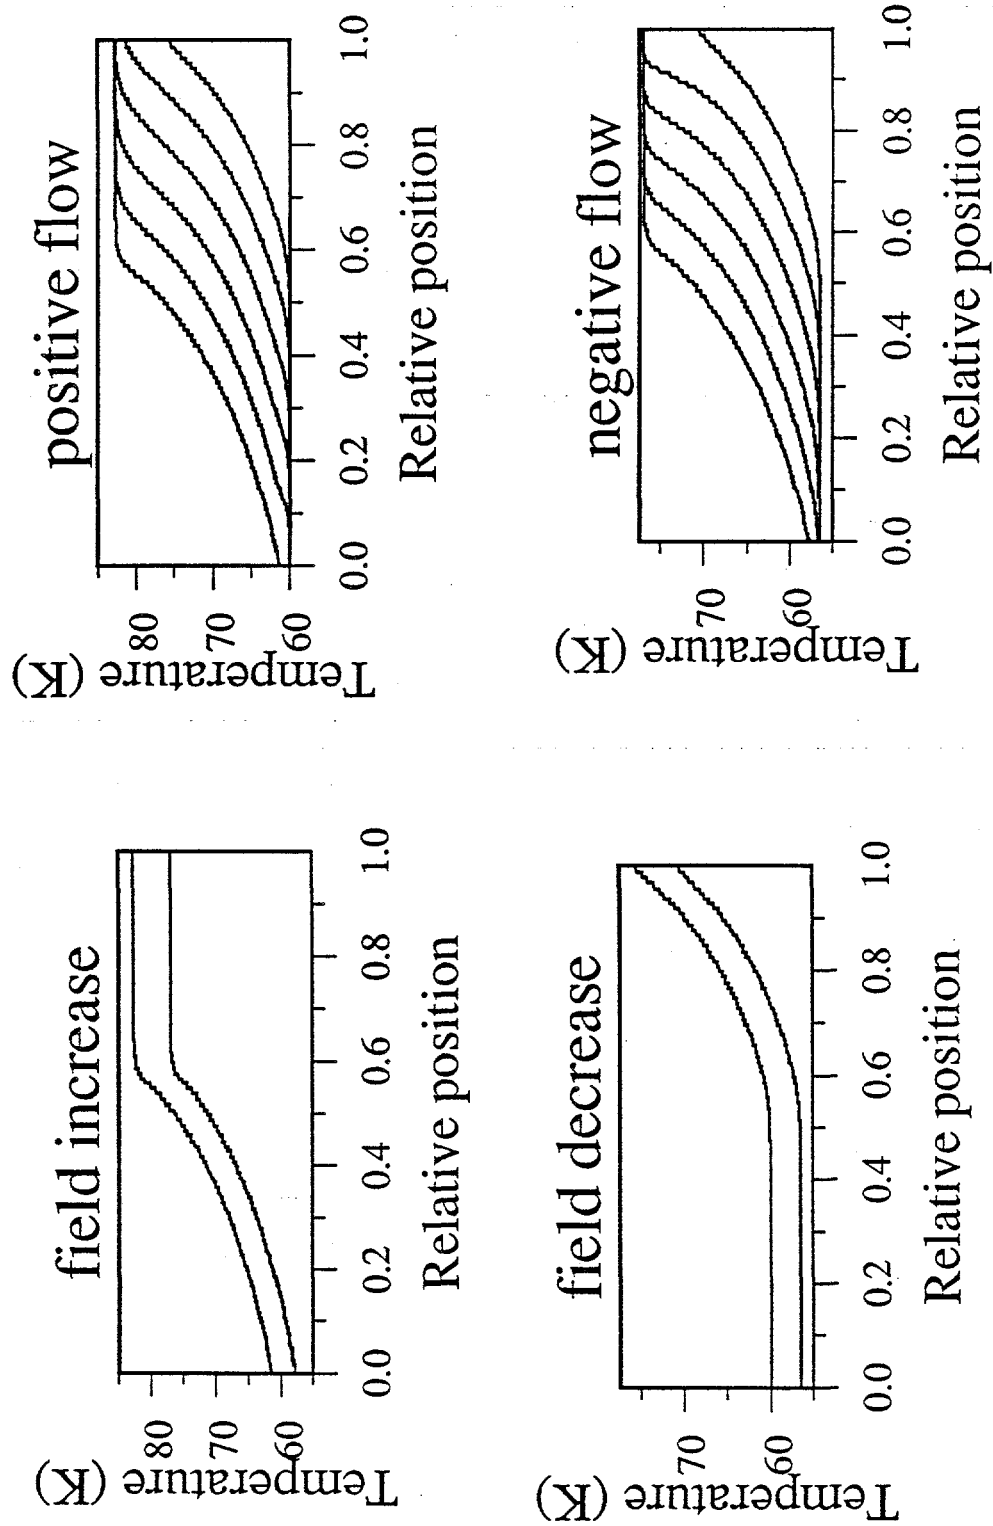 field increase
Temperature (K)
80
70
60
0.0 0.2 0.4 0.6 0.8 1.0
Relative position
positive flow
Temperature (K)
80
70
60
0.0 0.2 0.4 0.6 0.8 1.0
Relative position
field decrease
Temperature (K)
70
60
0.0 0.2 0.4 0.6 0.8 1.0
Relative position
negative flow
Temperature (K)
70
60
0.0 0.2 0.4 0.6 0.8 1.0
Relative position